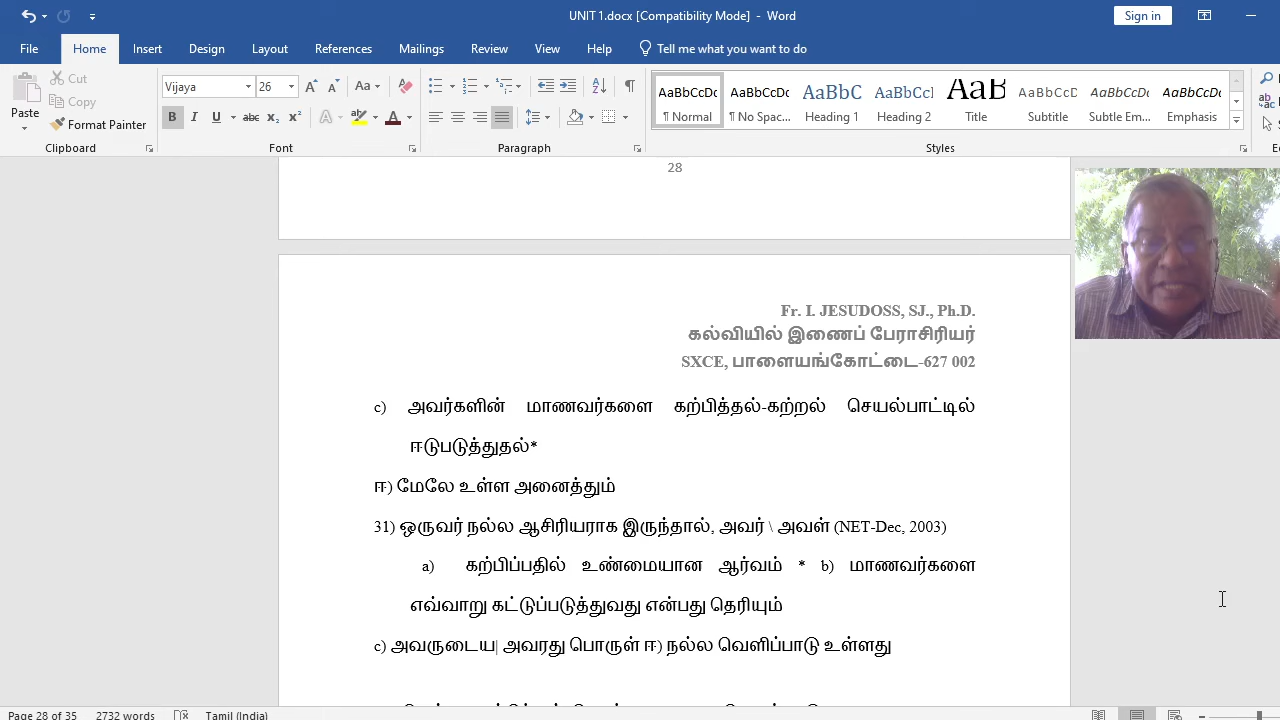 UNIT 1.docx [Compatibility Mode] - Word
Sign in
File Home Insert Design Layout References Mailings Review View Help Tell me what you want to do
Paste
Cut
Copy
Format Painter
Clipboard
Vijaya 26
Font
Paragraph
AaBbCcDc AaBbCcDc AaBbC AaBbCcI AaB AaBbCcD AaBbCcDc AaBbCcDc
¶ Normal ¶ No Spac... Heading 1 Heading 2 Title Subtitle Subtle Em... Emphasis
Styles
28
Fr. I. JESUDOSS, SJ., Ph.D.
கல்வியில் இணைப் பேராசிரியர்
SXCE, பாளையங்கோட்டை-627 002
c) அவர்களின் மாணவர்களை கற்பித்தல்-கற்றல் செயல்பாட்டில்
ஈடுபடுத்துதல்*
ஈ) மேலே உள்ள அனைத்தும்
31) ஒருவர் நல்ல ஆசிரியராக இருந்தால், அவர் \ அவள் (NET-Dec, 2003)
a) கற்பிப்பதில் உண்மையான ஆர்வம் * b) மாணவர்களை
எவ்வாறு கட்டுப்படுத்துவது என்பது தெரியும்
c) அவருடைய| அவரது பொருள் ஈ) நல்ல வெளிப்பாடு உள்ளது
Page 28 of 35 2732 words Tamil (India)